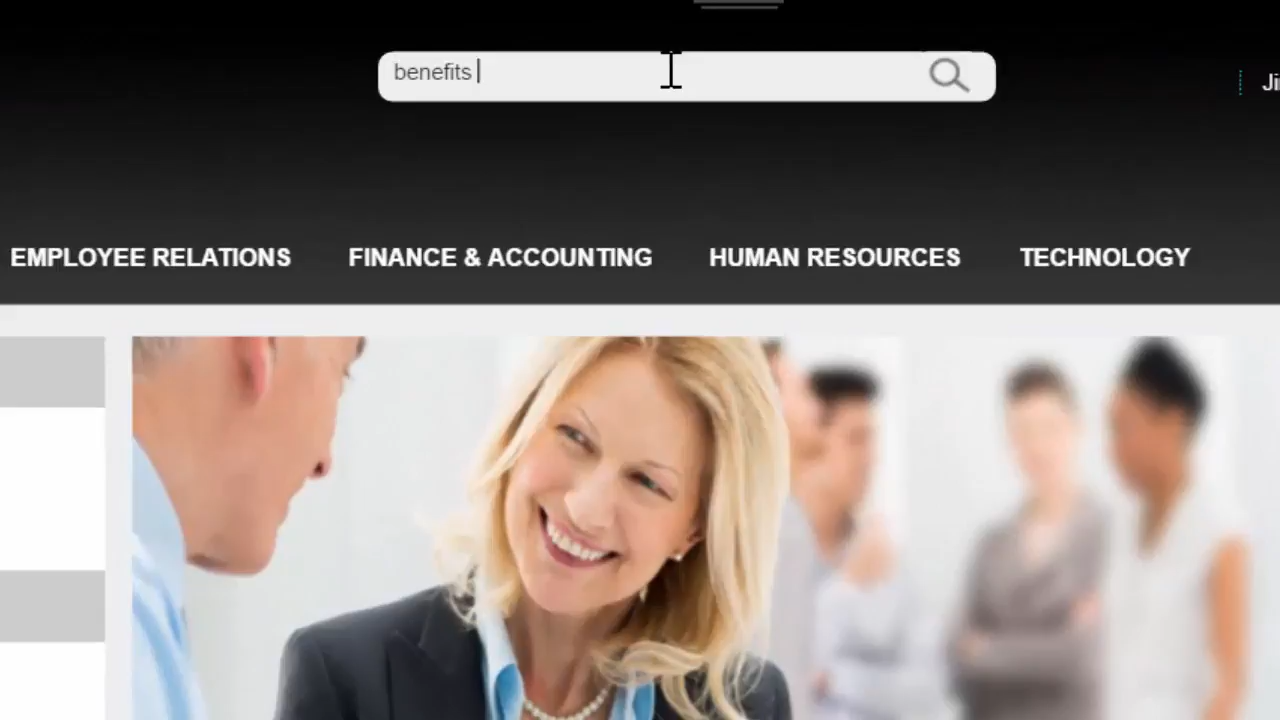 benefits
EMPLOYEE RELATIONS FINANCE & ACCOUNTING HUMAN RESOURCES TECHNOLOGY